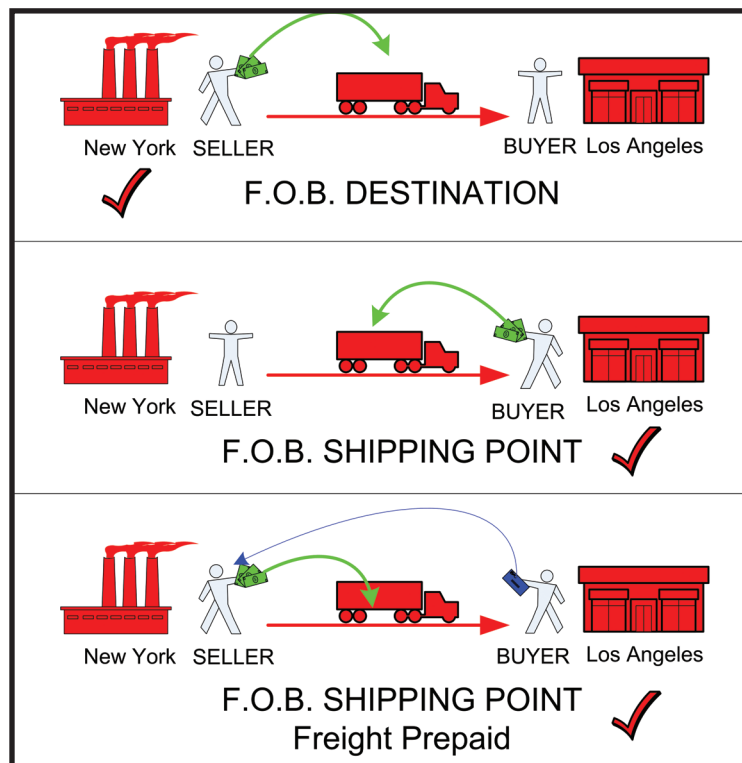 New York SELLER BUYER Los Angeles
F.O.B. DESTINATION
New York SELLER BUYER Los Angeles
F.O.B. SHIPPING POINT
New York SELLER BUYER Los Angeles
F.O.B. SHIPPING POINT
Freight Prepaid